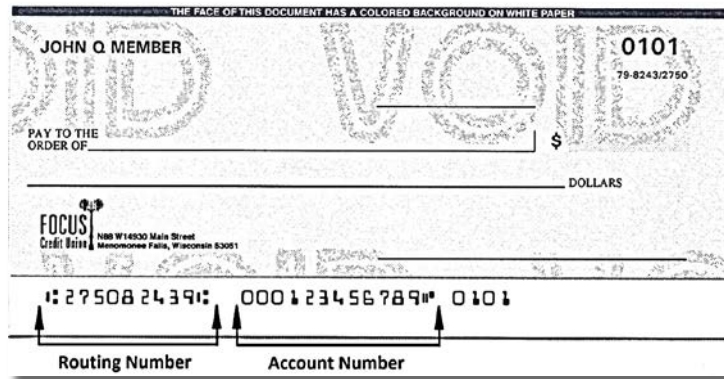 THE FACE OF THIS DOCUMENT HAS A COLORED BACKGROUND ON WHITE PAPER
VOID VOID
JOHN Q MEMBER 0101
79-8243/2750
PAY TO THE
ORDER OF $
DOLLARS
FOCUS
Credit Union
N88 W14930 Main Street
Menomonee Falls, Wisconsin 53051
⑆275082439⑆ 000123456789⑈ 0101
Routing Number Account Number